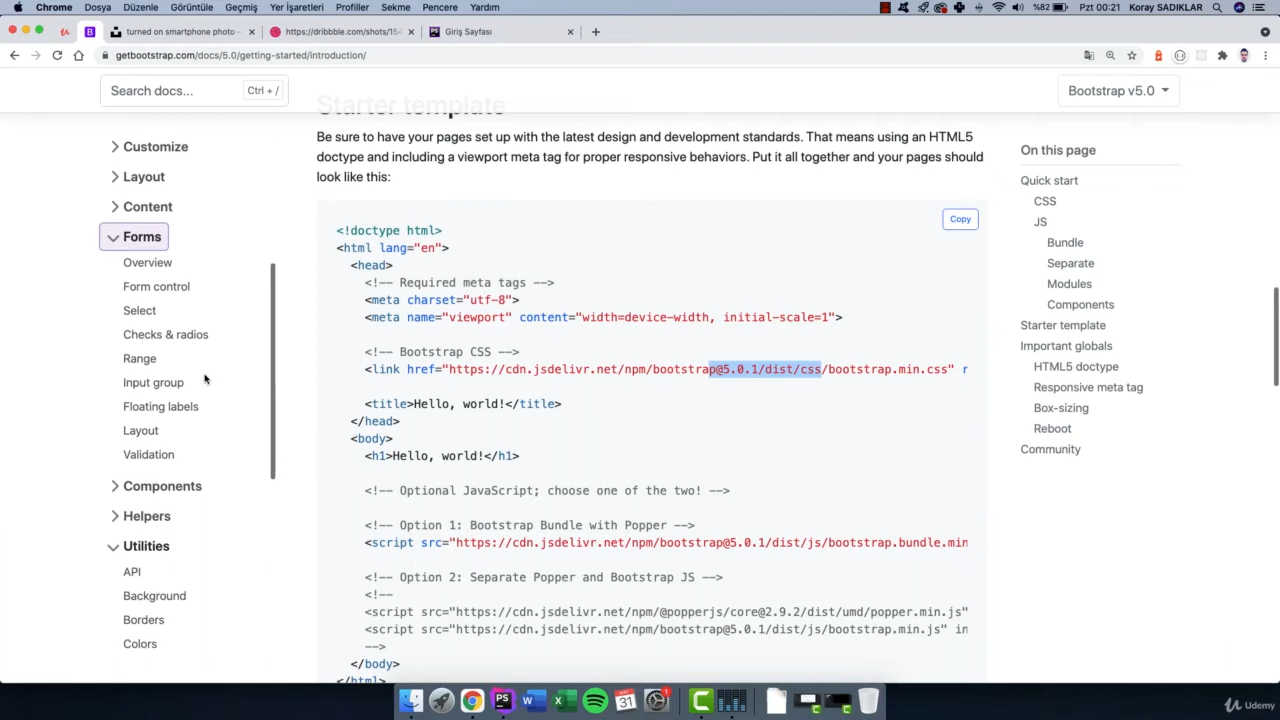 Chrome Dosya Düzenle Görüntüle Geçmiş Yer İşaretleri Profiller Sekme Pencere Yardım %82 Pzt 00:21 Koray SADIKLAR
turned on smartphone photo - https://dribbble.com/shots/154 Giriş Sayfası
getbootstrap.com/docs/5.0/getting-started/introduction/
Search docs... Ctrl + /
Bootstrap v5.0
Customize
Layout
Content
Forms
Overview
Form control
Select
Checks & radios
Range
Input group
Floating labels
Layout
Validation
Components
Helpers
Utilities
API
Background
Borders
Colors
Starter template
Be sure to have your pages set up with the latest design and development standards. That means using an HTML5
doctype and including a viewport meta tag for proper responsive behaviors. Put it all together and your pages should
look like this:
Copy
<!doctype html>
<html lang="en">
<head>
<!-- Required meta tags -->
<meta charset="utf-8">
<meta name="viewport" content="width=device-width, initial-scale=1">
<!-- Bootstrap CSS -->
<link href="https://cdn.jsdelivr.net/npm/bootstrap@5.0.1/dist/css/bootstrap.min.css" r
<title>Hello, world!</title>
</head>
<body>
<h1>Hello, world!</h1>
<!-- Optional JavaScript; choose one of the two! -->
<!-- Option 1: Bootstrap Bundle with Popper -->
<script src="https://cdn.jsdelivr.net/npm/bootstrap@5.0.1/dist/js/bootstrap.bundle.min
<!-- Option 2: Separate Popper and Bootstrap JS -->
<!--
<script src="https://cdn.jsdelivr.net/npm/@popperjs/core@2.9.2/dist/umd/popper.min.js"
<script src="https://cdn.jsdelivr.net/npm/bootstrap@5.0.1/dist/js/bootstrap.min.js" in
-->
</body>
</html>
On this page
Quick start
CSS
JS
Bundle
Separate
Modules
Components
Starter template
Important globals
HTML5 doctype
Responsive meta tag
Box-sizing
Reboot
Community
Udemy